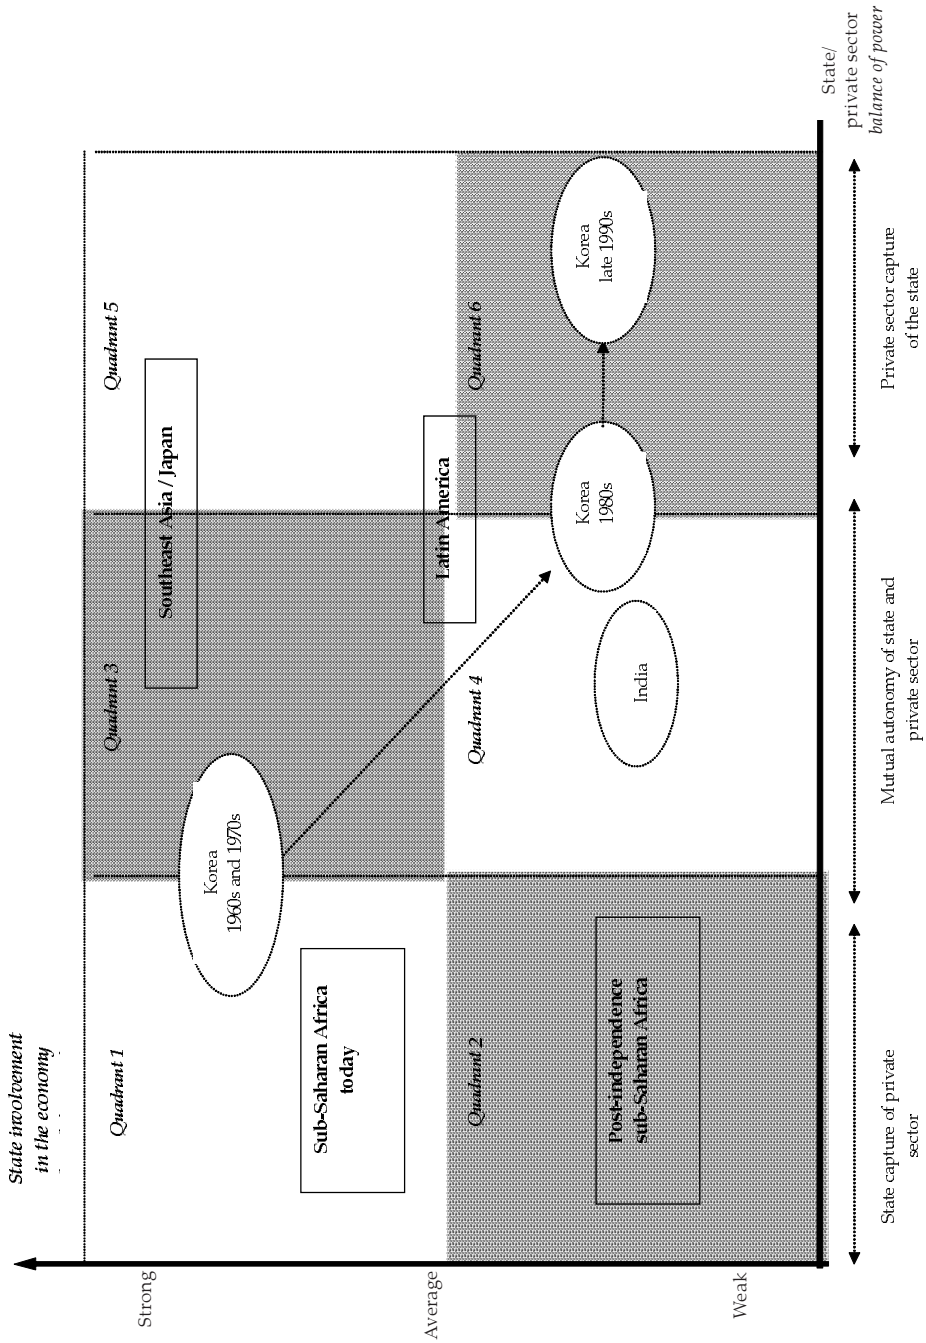 State involvement
in the economy
Strong
Average
Weak
Quadrant 1
Quadrant 3
Quadrant 5
Southeast Asia / Japan
Korea
1960s and 1970s
Sub-Saharan Africa
today
Latin America
Quadrant 2
Quadrant 4
Quadrant 6
Korea
1980s
Korea
late 1990s
India
Post-independence
sub-Saharan Africa
State/
private sector
balance of power
State capture of private
sector
Mutual autonomy of state and
private sector
Private sector capture
of the state